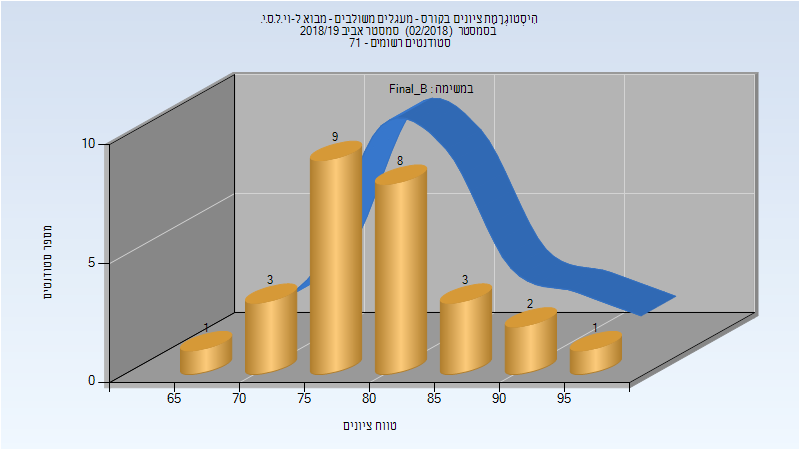 הִיסְטוֹגְרָמַת ציונים בקורס - מעגלים משולבים - מבוא ל-וי.ל.ס.י.
בסמסטר (02/2018) סמסטר אביב 2018/19
סטודנטים רשומים - 71
במשימה : Final_B
מספר סטודנטים
10
5
0
1
3
9
8
3
2
1
65
70
75
80
85
90
95
טווח ציונים